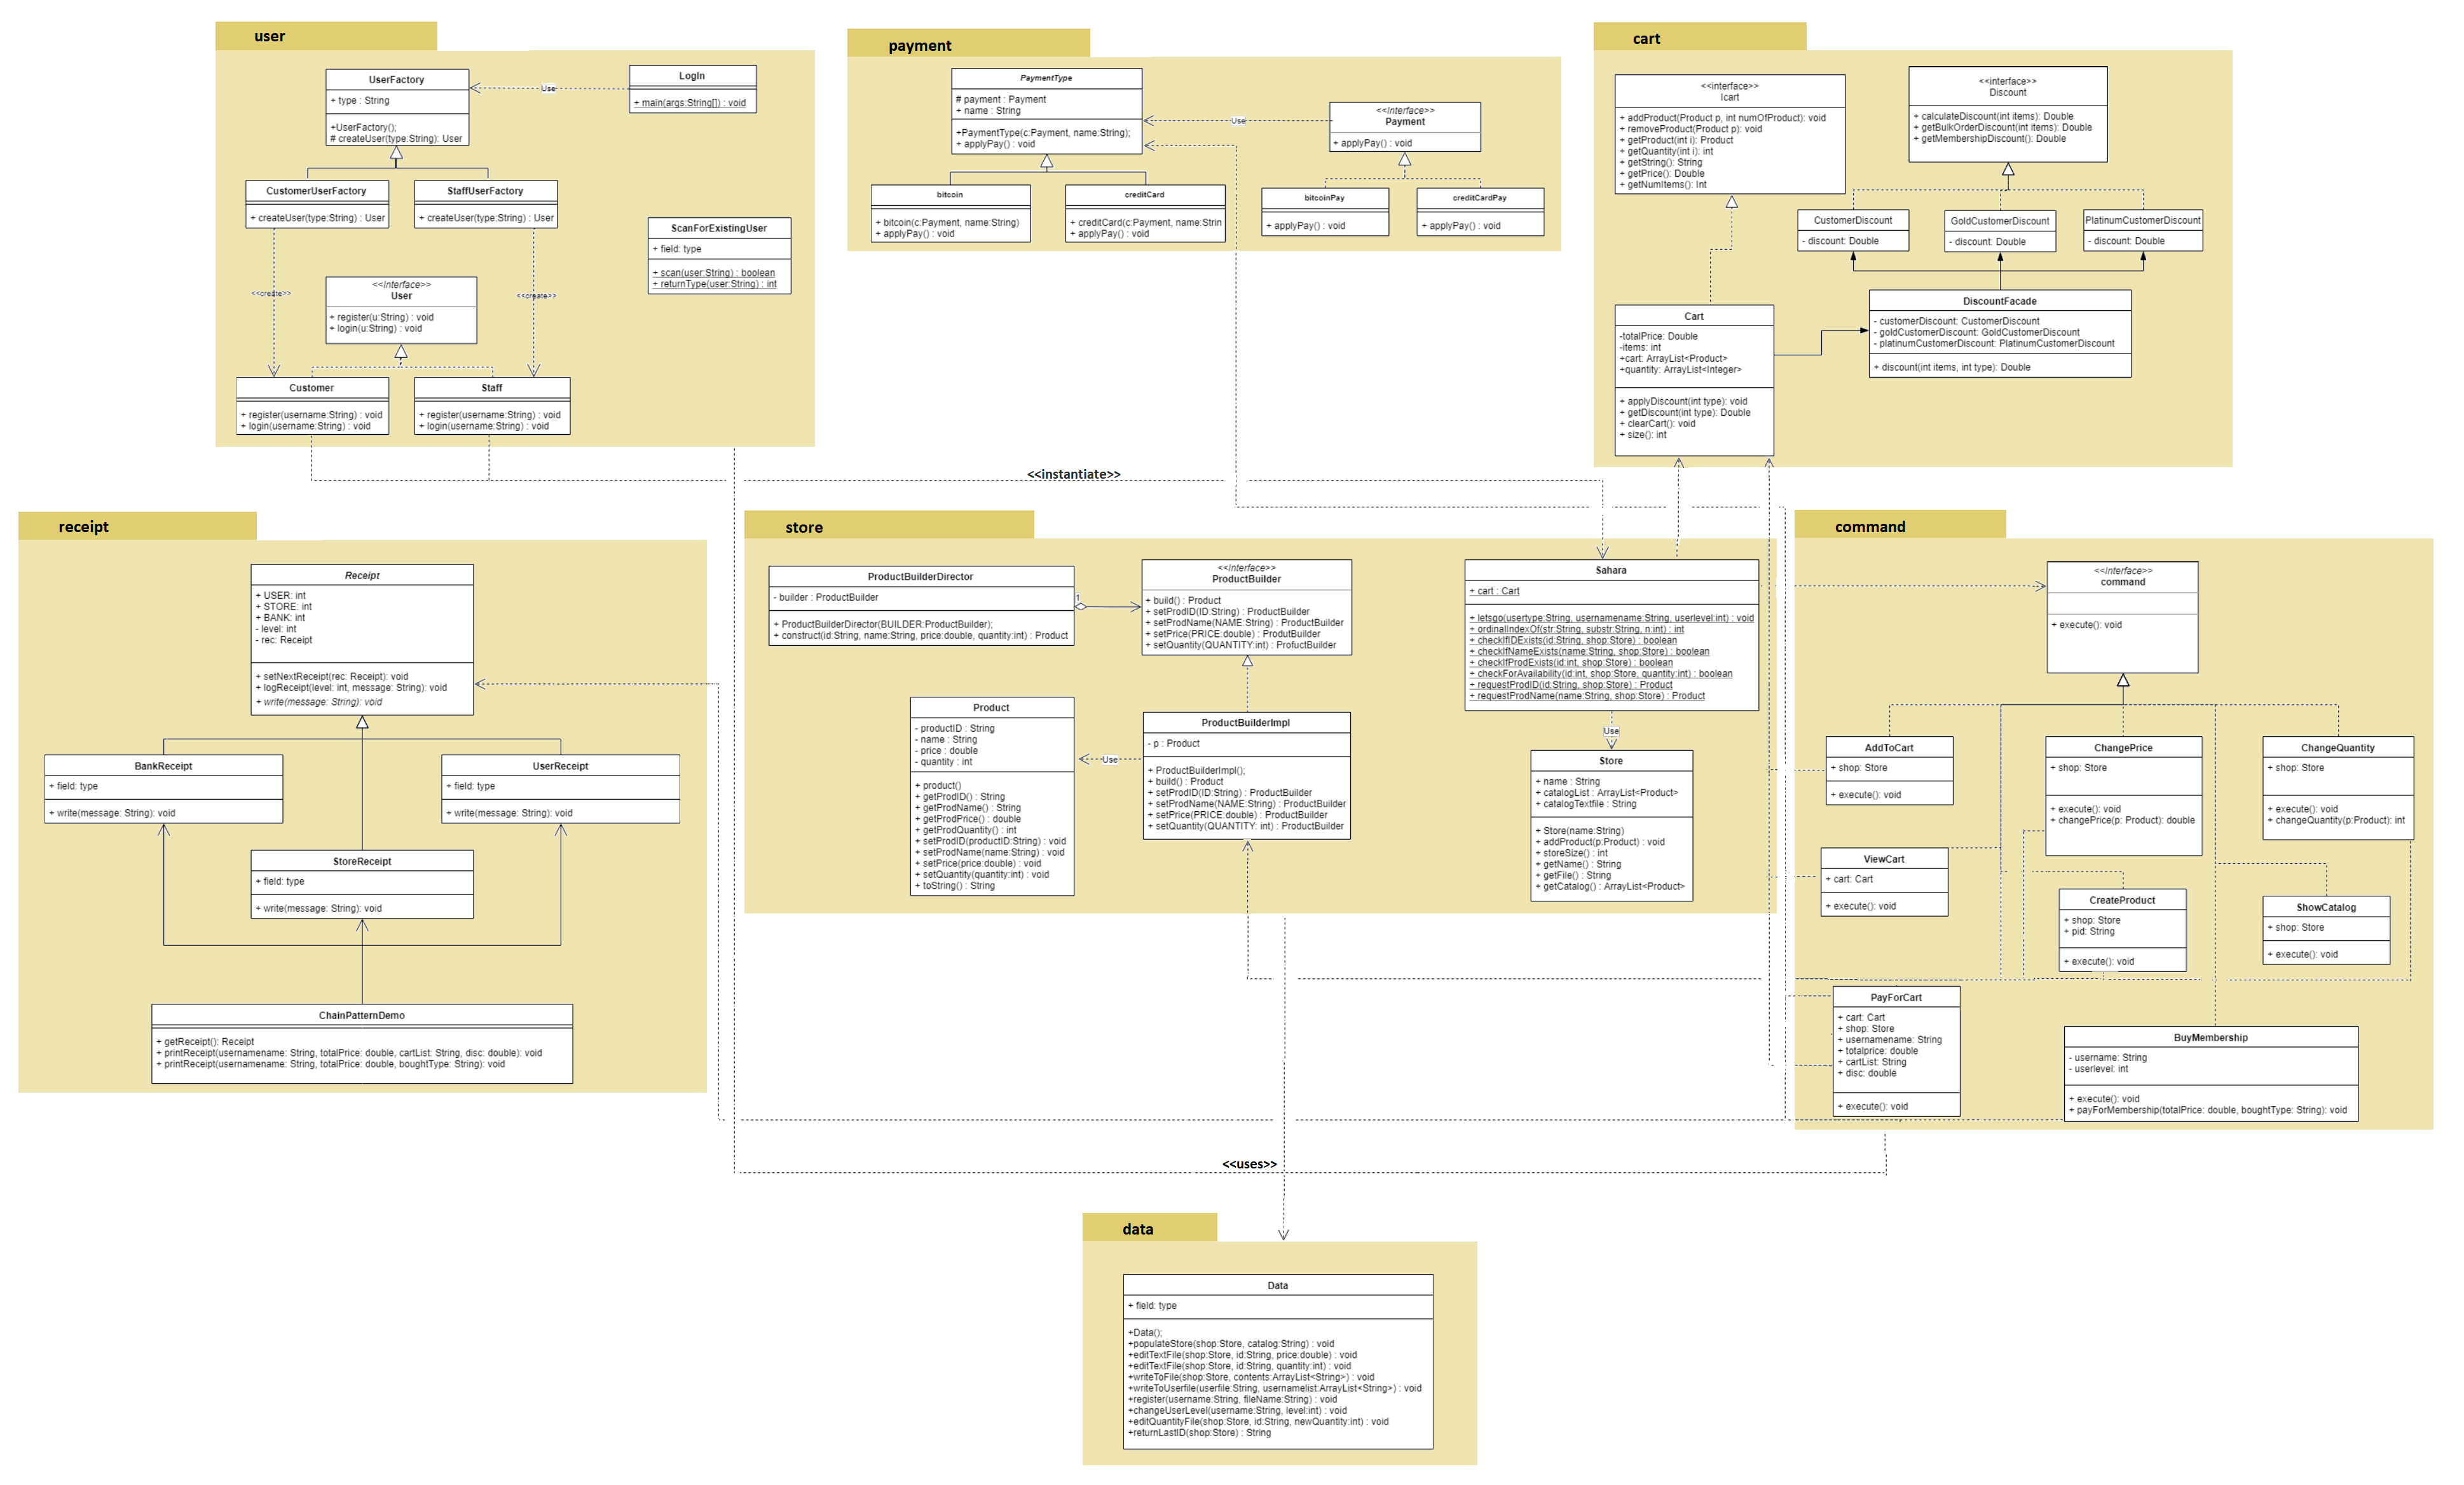 user
UserFactory
+ type : String
+UserFactory();
# createUser(type:String): User
Use
LogIn
+ main(args:String[]) : void
CustomerUserFactory
+ createUser(type:String) : User
StaffUserFactory
+ createUser(type:String) : User
ScanForExistingUser
+ field: type
+ scan(user:String) : boolean
+ returnType(user:String) : int
<<create>>
<<create>>
<<Interface>>
User
+ register(u:String) : void
+ login(u:String) : void
Customer
+ register(username:String) : void
+ login(username:String) : void
Staff
+ register(username:String) : void
+ login(username:String) : void
payment
PaymentType
# payment : Payment
+ name : String
+PaymentType(c:Payment, name:String);
+ applyPay() : void
Use
<<Interface>>
Payment
+ applyPay() : void
bitcoin
+ bitcoin(c:Payment, name:String)
+ applyPay() : void
creditCard
+ creditCard(c:Payment, name:Strin
+ applyPay() : void
bitcoinPay
+ applyPay() : void
creditCardPay
+ applyPay() : void
cart
<<interface>>
Icart
+ addProduct(Product p, int numOfProduct): void
+ removeProduct(Product p): void
+ getProduct(int i): Product
+ getQuantity(int i): int
+ getString(): String
+ getPrice(): Double
+ getNumItems(): Int
<<interface>>
Discount
+ calculateDiscount(int items): Double
+ getBulkOrderDiscount(int items): Double
+ getMembershipDiscount(): Double
CustomerDiscount
- discount: Double
GoldCustomerDiscount
- discount: Double
PlatinumCustomerDiscount
- discount: Double
Cart
-totalPrice: Double
-items: int
+cart: ArrayList<Product>
+quantity: ArrayList<Integer>
+ applyDiscount(int type): void
+ getDiscount(int type): Double
+ clearCart(): void
+ size(): int
DiscountFacade
- customerDiscount: CustomerDiscount
- goldCustomerDiscount: GoldCustomerDiscount
- platinumCustomerDiscount: PlatinumCustomerDiscount
+ discount(int items, int type): Double
<<instantiate>>
receipt
Receipt
+ USER: int
+ STORE: int
+ BANK: int
- level: int
- rec: Receipt
+ setNextReceipt(rec: Receipt): void
+ logReceipt(level: int, message: String): void
+ write(message: String): void
BankReceipt
+ field: type
+ write(message: String): void
UserReceipt
+ field: type
+ write(message: String): void
StoreReceipt
+ field: type
+ write(message: String): void
ChainPatternDemo
+ getReceipt(): Receipt
+ printReceipt(usernamename: String, totalPrice: double, cartList: String, disc: double): void
+ printReceipt(usernamename: String, totalPrice: double, boughtType: String): void
store
ProductBuilderDirector
- builder : ProductBuilder
+ ProductBuilderDirector(BUILDER:ProductBuilder);
+ construct(id:String, name:String, price:double, quantity:int) : Product
1
<<Interface>>
ProductBuilder
+ build() : Product
+ setProdID(ID:String) : ProductBuilder
+ setProdName(NAME:String) : ProductBuilder
+ setPrice(PRICE:double) : ProdutBuilder
+ setQuantity(QUANTITY:int) : ProfuctBuilder
Product
- productID : String
- name : String
- price : double
- quantity : int
+ product()
+ getProdID() : String
+ getProdName() : String
+ getProdPrice() : double
+ getProdQuantity() : int
+ setProdID(productID:String) : void
+ setProdName(name:String) : void
+ setPrice(price:double) : void
+ setQuantity(quantity:int) : void
+ toString() : String
Use
ProductBuilderImpl
- p : Product
+ ProductBuilderImpl();
+ build() : Product
+ setProdID(ID:String) : ProductBuilder
+ setProdName(NAME:String) : ProductBuilder
+ setPrice(PRICE:double) : ProductBuilder
+ setQuantity(QUANTITY: int) : ProductBuilder
Sahara
+ cart : Cart
+ letsgo(usertype:String, usernamename:String, userlevel:int) : void
+ ordinalIndexOf(str:String, substr:String, n:int) : int
+ checkIfIDExists(id:String, shop:Store) : boolean
+ checkIfNameExists(name:String, shop:Store) : boolean
+ checkIfProdExists(id:int, shop:Store) : boolean
+ checkForAvailability(id:int, shop:Store, quantity:int) : boolean
+ requestProdID(id:String, shop:Store) : Product
+ requestProdName(name:String, shop:Store) : Product
Use
Store
+ name : String
+ catalogList : ArrayList<Product>
+ catalogTextfile : String
+ Store(name:String)
+ addProduct(p:Product) : void
+ storeSize() : int
+ getName() : String
+ getFile() : String
+ getCatalog() : ArrayList<Product>
command
<<Interface>>
command
+ execute(): void
AddToCart
+ shop: Store
+ execute(): void
ChangePrice
+ shop: Store
+ execute(): void
+ changePrice(p: Product): double
ChangeQuantity
+ shop: Store
+ execute(): void
+ changeQuantity(p:Product): int
ViewCart
+ cart: Cart
+ execute(): void
CreateProduct
+ shop: Store
+ pid: String
+ execute(): void
ShowCatalog
+ shop: Store
+ execute(): void
PayForCart
+ cart: Cart
+ shop: Store
+ usernamename: String
+ totalprice: double
+ cartList: String
+ disc: double
+ execute(): void
BuyMembership
- username: String
- userlevel: int
+ execute(): void
+ payForMembership(totalPrice: double, boughtType: String): void
<<uses>>
data
Data
+ field: type
+Data();
+populateStore(shop:Store, catalog:String) : void
+editTextFile(shop:Store, id:String, price:double) : void
+editTextFile(shop:Store, id:String, quantity:int) : void
+writeToFile(shop:Store, contents:ArrayList<String>) : void
+writeToUserfile(userfile:String, usernamelist:ArrayList<String>) : void
+register(username:String, fileName:String) : void
+changeUserLevel(username:String, level:int) : void
+editQuantityFile(shop:Store, id:String, newQuantity:int) : void
+returnLastID(shop:Store) : String